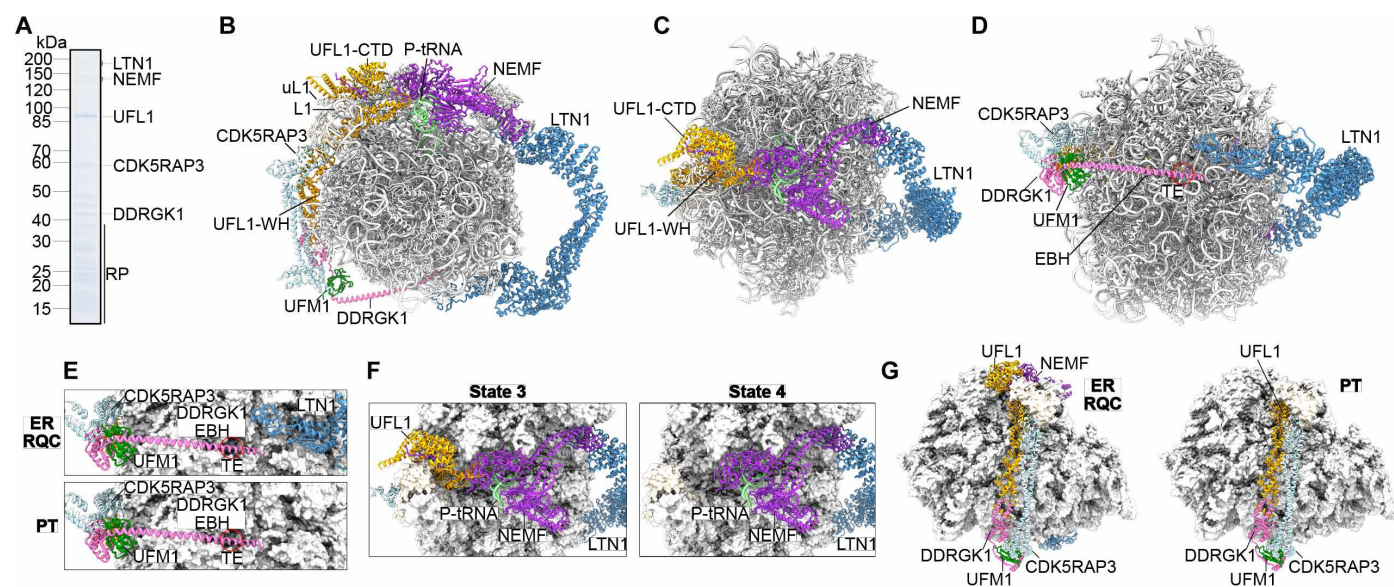 A
kDa
200
150
120
100
85
70
60
50
40
30
25
20
15
LTN1
NEMF
UFL1
CDK5RAP3
DDRGK1
RP
B
UFL1-CTD
P-tRNA
NEMF
uL1
L1
CDK5RAP3
LTN1
UFL1-WH
UFM1
DDRGK1
C
UFL1-CTD
NEMF
LTN1
UFL1-WH
D
CDK5RAP3
LTN1
DDRGK1
UFM1
TE
EBH
E
ER
RQC
CDK5RAP3
DDRGK1
EBH
LTN1
UFM1
TE
PT
CDK5RAP3
DDRGK1
EBH
UFM1
TE
F
State 3
UFL1
P-tRNA
NEMF
LTN1
State 4
P-tRNA
NEMF
LTN1
G
UFL1
NEMF
ER
RQC
DDRGK1
UFM1
CDK5RAP3
UFL1
PT
DDRGK1
UFM1
CDK5RAP3